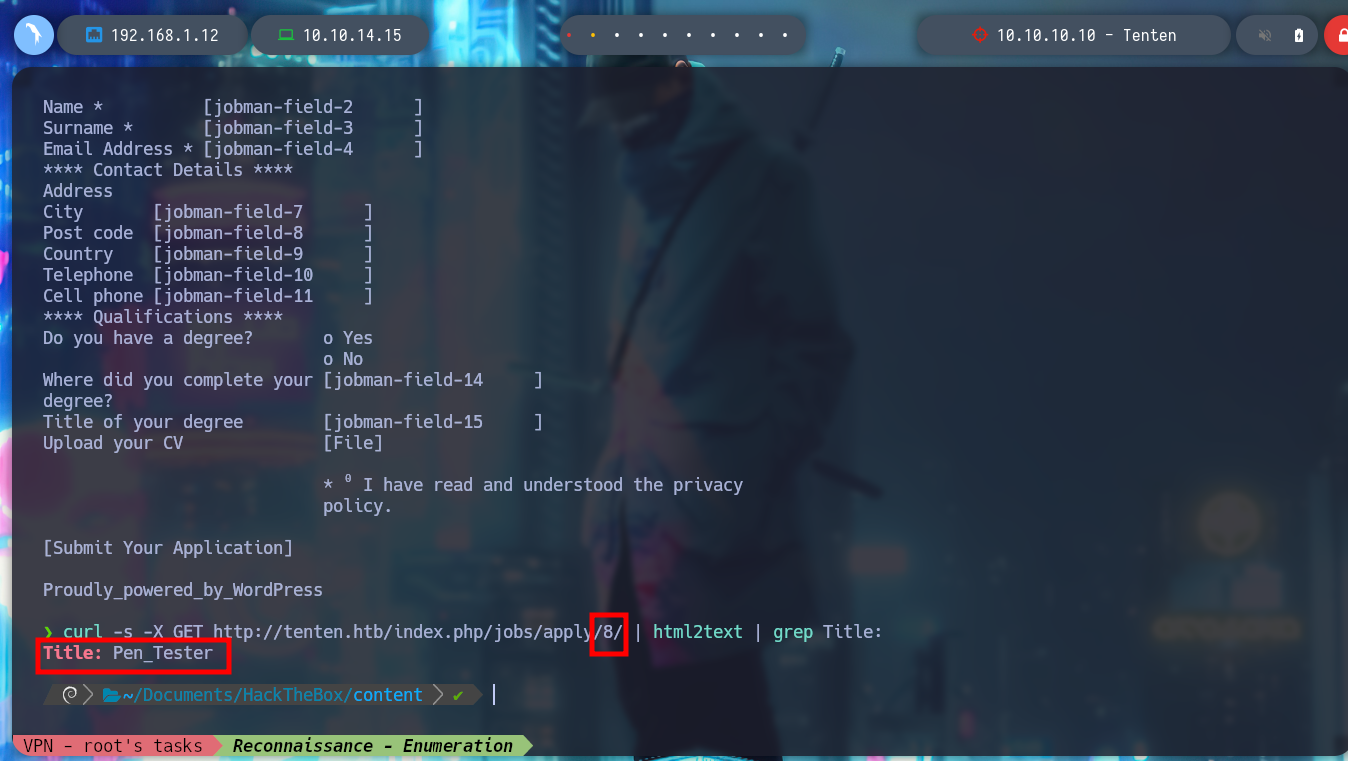 192.168.1.12 10.10.14.15 10.10.10.10 - Tenten
Name * [jobman-field-2 ]
Surname * [jobman-field-3 ]
Email Address * [jobman-field-4 ]
**** Contact Details ****
Address
City [jobman-field-7 ]
Post code [jobman-field-8 ]
Country [jobman-field-9 ]
Telephone [jobman-field-10 ]
Cell phone [jobman-field-11 ]
**** Qualifications ****
Do you have a degree? o Yes
o No
Where did you complete your [jobman-field-14 ]
degree?
Title of your degree [jobman-field-15 ]
Upload your CV [File]
* ⁰ I have read and understood the privacy
policy.
[Submit Your Application]
Proudly_powered_by_WordPress
❯ curl -s -X GET http://tenten.htb/index.php/jobs/apply/8/ | html2text | grep Title:
Title: Pen_Tester
~/Documents/HackTheBox/content ✔
VPN - root's tasks Reconnaissance - Enumeration